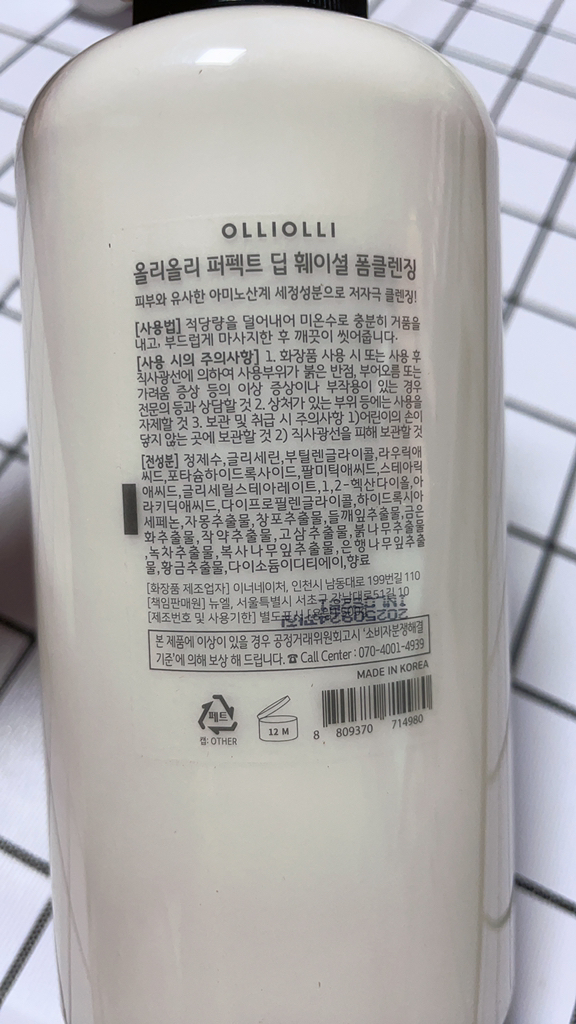 OLLIOLLI
올리올리 퍼펙트 딥 훼이셜 폼클렌징
피부와 유사한 아미노산계 세정성분으로 저자극 클렌징!
[사용법] 적당량을 덜어내어 미온수로 충분히 거품을
내고, 부드럽게 마사지한 후 깨끗이 씻어줍니다.
[사용 시의 주의사항] 1. 화장품 사용 시 또는 사용 후
직사광선에 의하여 사용부위가 붉은 반점, 부어오름 또는
가려움 증상 등의 이상 증상이나 부작용이 있는 경우
전문의 등과 상담할 것 2. 상처가 있는 부위 등에는 사용을
자제할 것 3. 보관 및 취급 시 주의사항 1)어린이의 손이
닿지 않는 곳에 보관할 것 2) 직사광선을 피해 보관할 것
[전성분] 정제수,글리세린,부틸렌글라이콜,라우릭애
씨드,포타슘하이드록사이드,팔미틱애씨드,스테아릭
애씨드,글리세릴스테아레이트,1,2-헥산다이올,아
라키딕애씨드,다이프로필렌글라이콜,하이드록시아
세페논,자몽추출물,창포추출물,들깨잎추출물,금은
화추출물,작약추출물,고삼추출물,붉나무추출물
,녹차추출물,복사나무잎추출물,은행나무잎추출
물,황금추출물,다이소듐이디티에이,향료
[화장품 제조업자] 이너네이처, 인천시 남동대로 199번길 110
[책임판매원] 뉴엘, 서울특별시 서초구 강남대로51길 10
[제조번호 및 사용기한] 별도표시
20250924까지
본 제품에 이상이 있을 경우 공정거래위원회고시 '소비자분쟁해결
기준'에 의해 보상 해 드립니다. ☎ Call Center : 070-4001-4939
MADE IN KOREA
페트
캡: OTHER
12 M
8 809370 714980